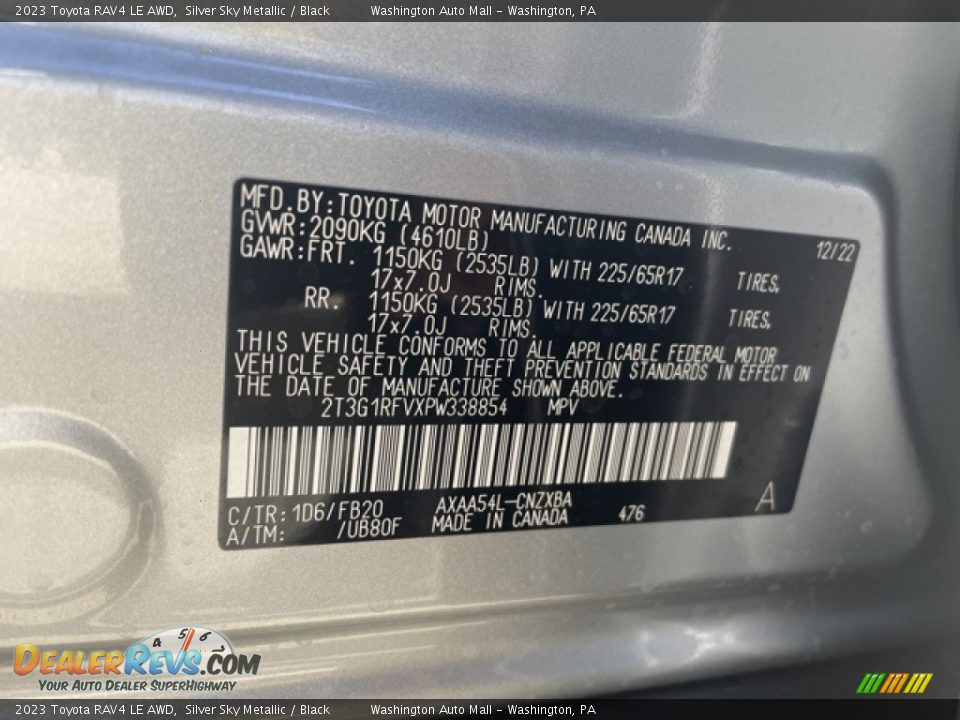 2023 Toyota RAV4 LE AWD, Silver Sky Metallic / Black Washington Auto Mall - Washington, PA
MFD.BY:TOYOTA MOTOR MANUFACTURING CANADA INC. 12/22
GVWR:2090KG (4610LB)
GAWR:FRT. 1150KG (2535LB) WITH 225/65R17 TIRES,
17x7.0J RIMS.
RR. 1150KG (2535LB) WITH 225/65R17 TIRES,
17x7.0J RIMS.
THIS VEHICLE CONFORMS TO ALL APPLICABLE FEDERAL MOTOR
VEHICLE SAFETY AND THEFT PREVENTION STANDARDS IN EFFECT ON
THE DATE OF MANUFACTURE SHOWN ABOVE.
2T3G1RFVXPW338854 MPV
C/TR:1D6/FB20 AXAA54L-CNZXBA
A/TM: /UB80F MADE IN CANADA 476 A
4 5 6
DealerRevs.com
Your Auto Dealer SuperHighway
2023 Toyota RAV4 LE AWD, Silver Sky Metallic / Black Washington Auto Mall - Washington, PA